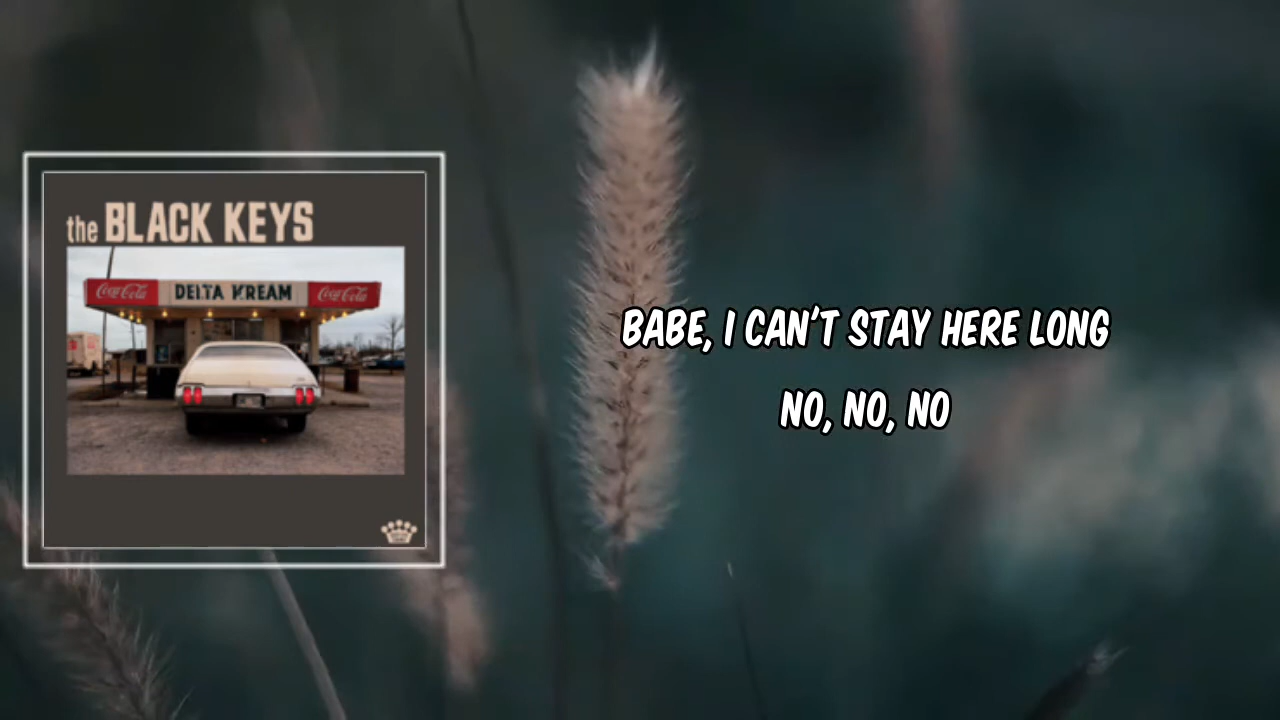 the BLACK KEYS
Coca-Cola DELTA KREAM Coca-Cola
BABE, I CAN'T STAY HERE LONG
NO, NO, NO